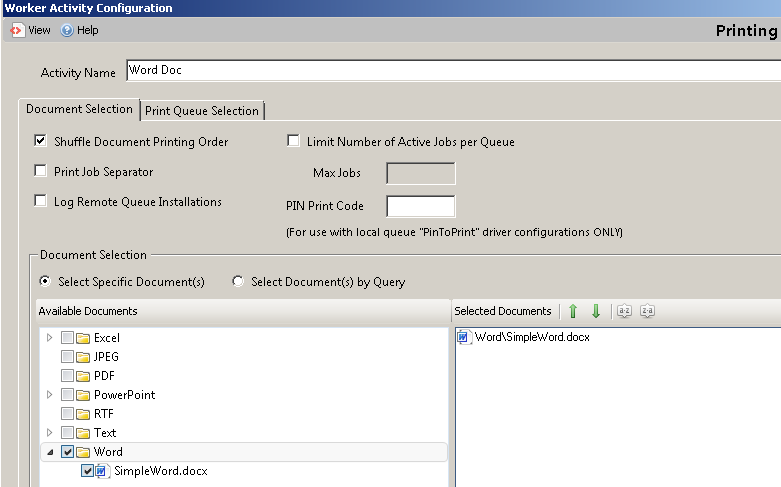 Worker Activity Configuration
View Help Printing
Activity Name Word Doc
Document Selection Print Queue Selection
Shuffle Document Printing Order Limit Number of Active Jobs per Queue
Print Job Separator Max Jobs
Log Remote Queue Installations PIN Print Code
(For use with local queue "PinToPrint" driver configurations ONLY)
Document Selection
Select Specific Document(s) Select Document(s) by Query
Available Documents Selected Documents a-z z-a
Excel Word\SimpleWord.docx
JPEG
PDF
PowerPoint
RTF
Text
Word
SimpleWord.docx